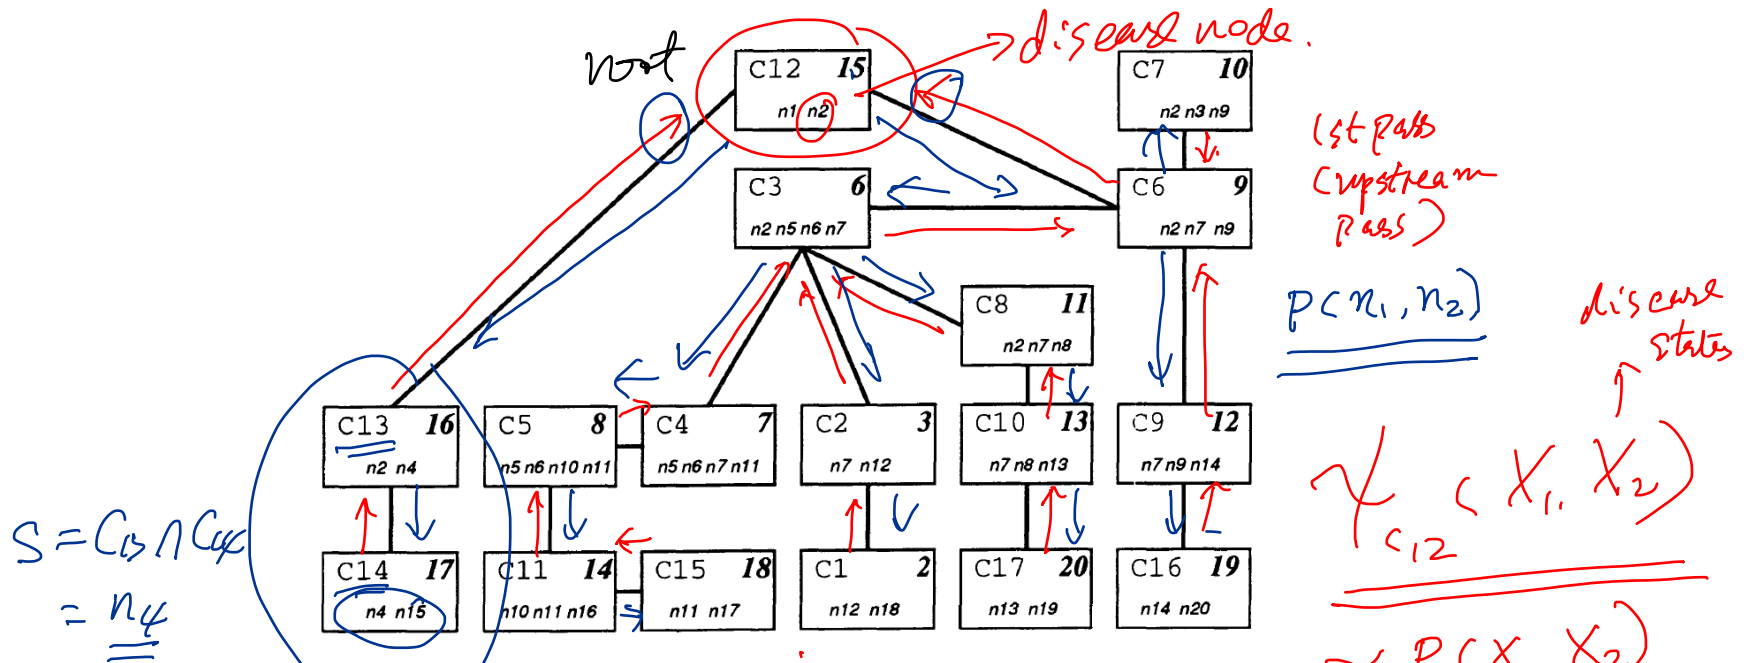 root
disease node.
C12 15
n1 n2
C7 10
n2 n3 n9
1st pass
(upstream
pass)
C3 6
n2 n5 n6 n7
C6 9
n2 n7 n9
P(n1, n2)
disease
states
C8 11
n2 n7 n8
C13 16
n2 n4
C5 8
n5 n6 n10 n11
C4 7
n5 n6 n7 n11
C2 3
n7 n12
C10 13
n7 n8 n13
C9 12
n7 n9 n14
ψC12 (X1, X2)
S = C13 ∩ C14
= n4
C14 17
n4 n15
C11 14
n10 n11 n16
C15 18
n11 n17
C1 2
n12 n18
C17 20
n13 n19
C16 19
n14 n20
P(X X2)